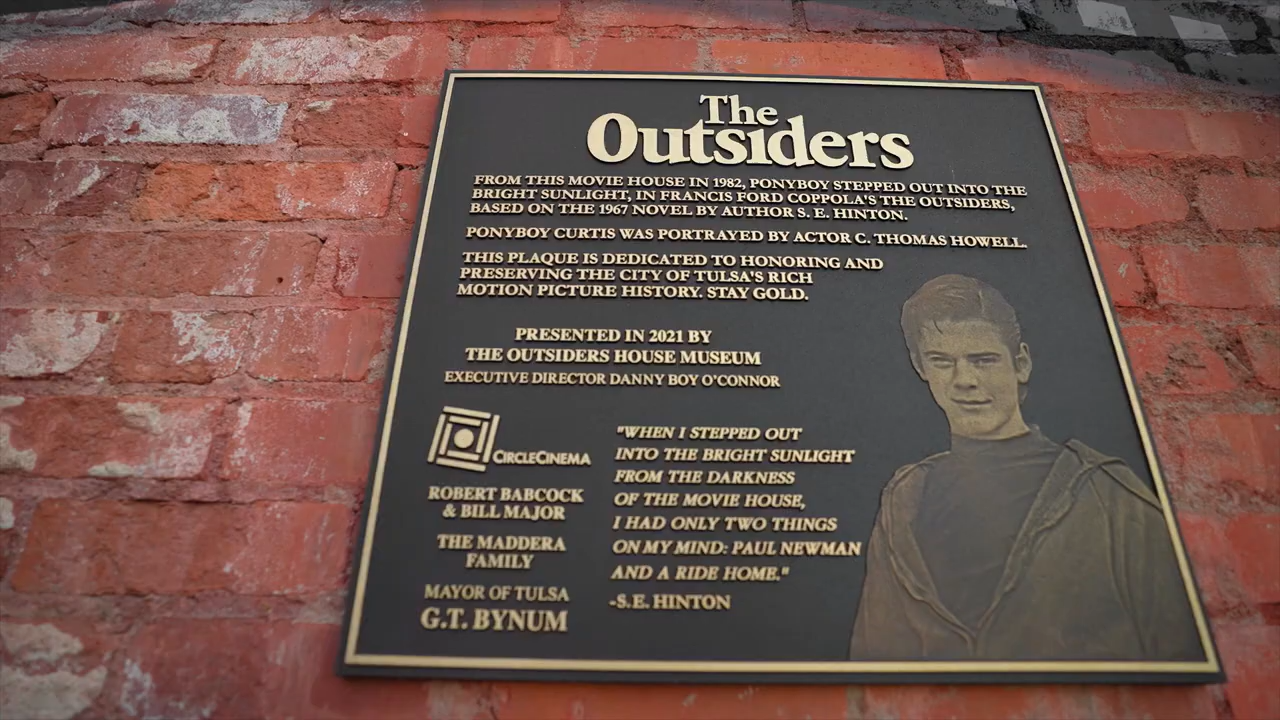 The
Outsiders
FROM THIS MOVIE HOUSE IN 1982, PONYBOY STEPPED OUT INTO THE
BRIGHT SUNLIGHT, IN FRANCIS FORD COPPOLA'S THE OUTSIDERS,
BASED ON THE 1967 NOVEL BY AUTHOR S. E. HINTON.
PONYBOY CURTIS WAS PORTRAYED BY ACTOR C. THOMAS HOWELL.
THIS PLAQUE IS DEDICATED TO HONORING AND
PRESERVING THE CITY OF TULSA'S RICH
MOTION PICTURE HISTORY. STAY GOLD.
PRESENTED IN 2021 BY
THE OUTSIDERS HOUSE MUSEUM
EXECUTIVE DIRECTOR DANNY BOY O'CONNOR
CIRCLECINEMA
ROBERT BABCOCK
& BILL MAJOR
THE MADDERA
FAMILY
MAYOR OF TULSA
G.T. BYNUM
"WHEN I STEPPED OUT
INTO THE BRIGHT SUNLIGHT
FROM THE DARKNESS
OF THE MOVIE HOUSE,
I HAD ONLY TWO THINGS
ON MY MIND: PAUL NEWMAN
AND A RIDE HOME."
-S.E. HINTON